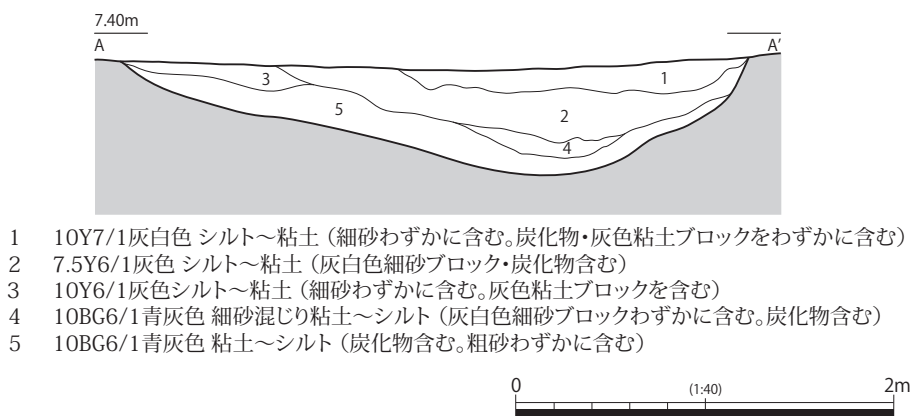 7.40m
A A′
3 1
5 2
4
1 10Y7/1灰白色 シルト～粘土（細砂わずかに含む。炭化物・灰色粘土ブロックをわずかに含む）
2 7.5Y6/1灰色 シルト～粘土（灰白色細砂ブロック・炭化物含む）
3 10Y6/1灰色シルト～粘土（細砂わずかに含む。灰色粘土ブロックを含む）
4 10BG6/1青灰色 細砂混じり粘土～シルト（灰白色細砂ブロックわずかに含む。炭化物含む）
5 10BG6/1青灰色 粘土～シルト（炭化物含む。粗砂わずかに含む）
0 (1:40) 2m